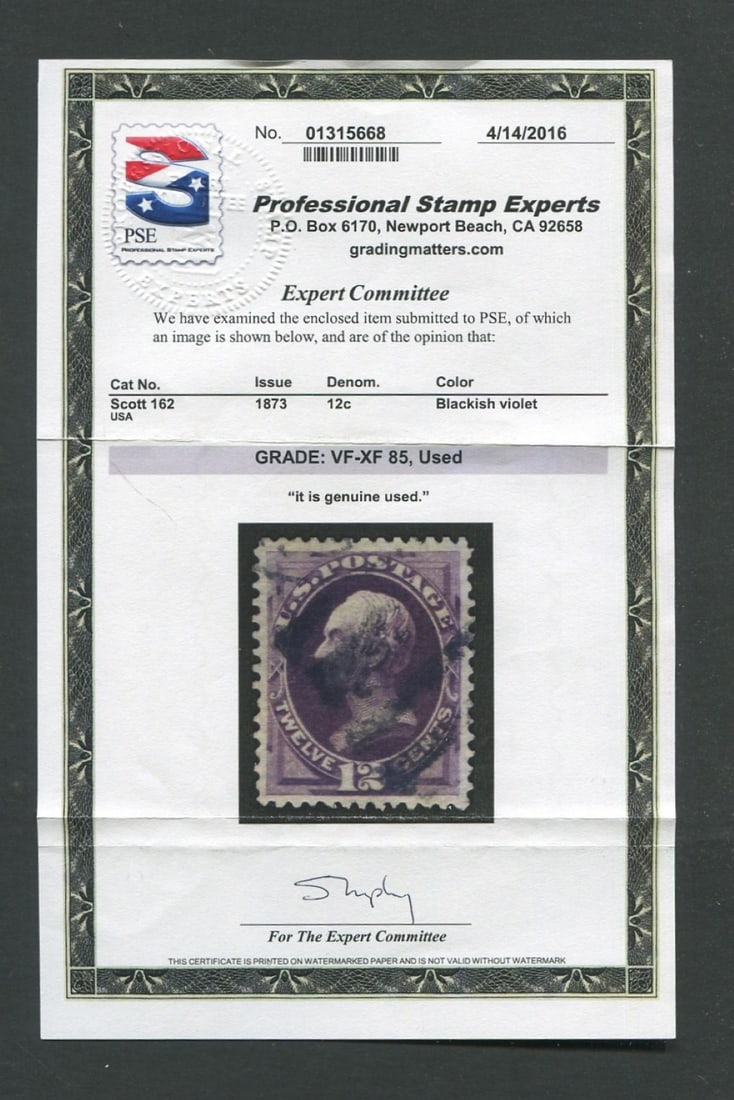 No. 01315668 4/14/2016
PSE
PROFESSIONAL STAMP EXPERTS
Professional Stamp Experts
P.O. Box 6170, Newport Beach, CA 92658
gradingmatters.com
EXPERTS
Expert Committee
We have examined the enclosed item submitted to PSE, of which
an image is shown below, and are of the opinion that:
Cat No. Issue Denom. Color
Scott 162 1873 12c Blackish violet
USA
GRADE: VF-XF 85, Used
“it is genuine used.”
U.S. POSTAGE
TWELVE 12 CENTS
For The Expert Committee
THIS CERTIFICATE IS PRINTED ON WATERMARKED PAPER AND IS NOT VALID WITHOUT WATERMARK